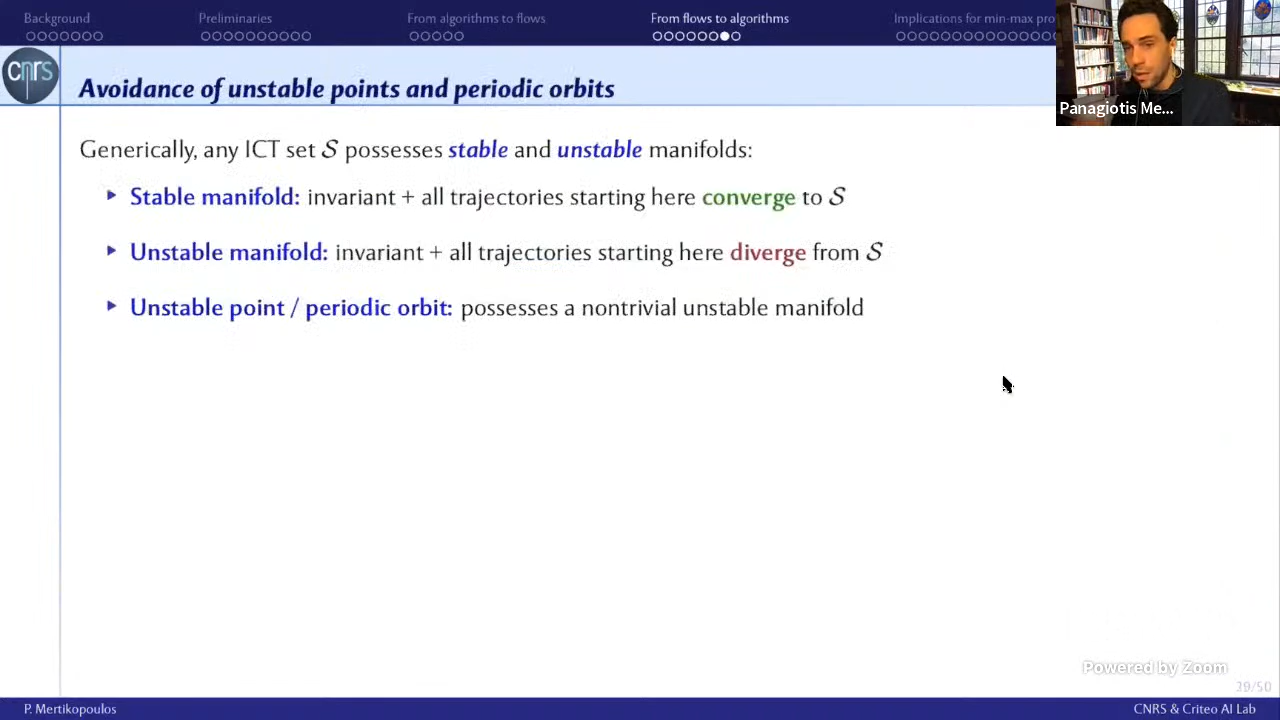 Background
Preliminaries
From algorithms to flows
From flows to algorithms
Implications for min-max pro
cnrs
Avoidance of unstable points and periodic orbits
Panagiotis Me...
Generically, any ICT set S possesses stable and unstable manifolds:
Stable manifold: invariant + all trajectories starting here converge to S
Unstable manifold: invariant + all trajectories starting here diverge from S
Unstable point / periodic orbit: possesses a nontrivial unstable manifold
Powered by Zoom
29/50
P. Mertikopoulos
CNRS & Criteo AI Lab